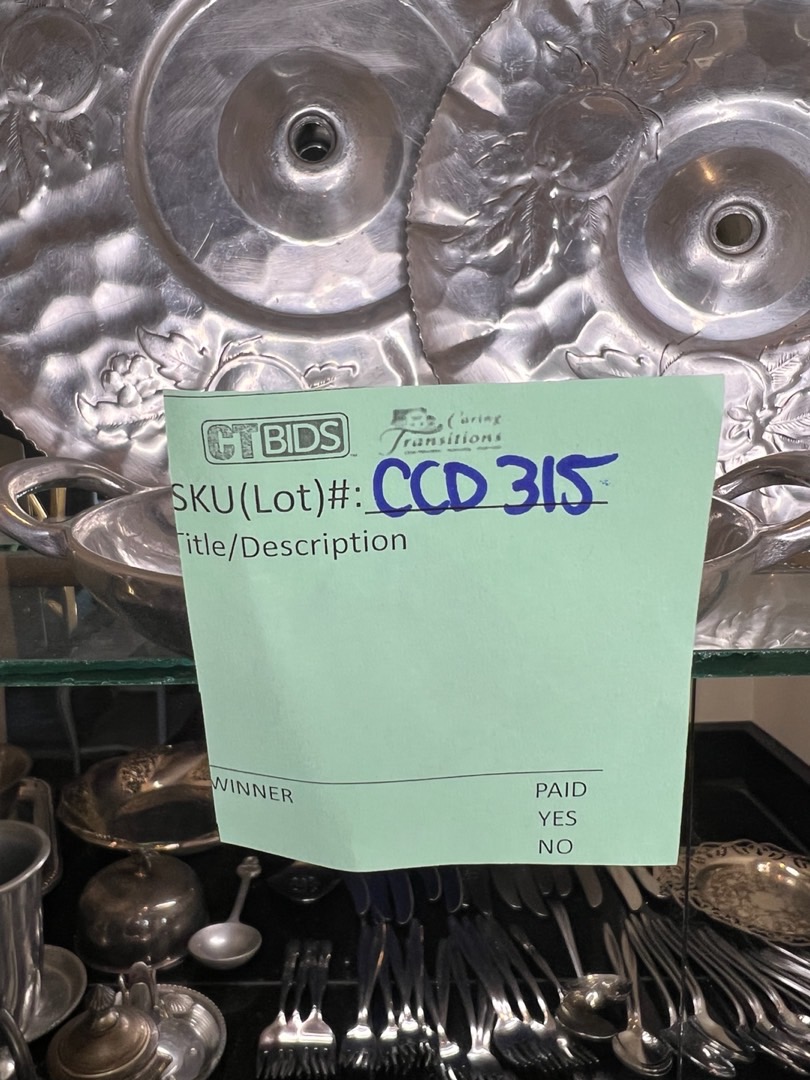 CTBIDS
Caring
Transitions
SKU(Lot)#: CCD 315
Title/Description
WINNER
PAID
YES
NO